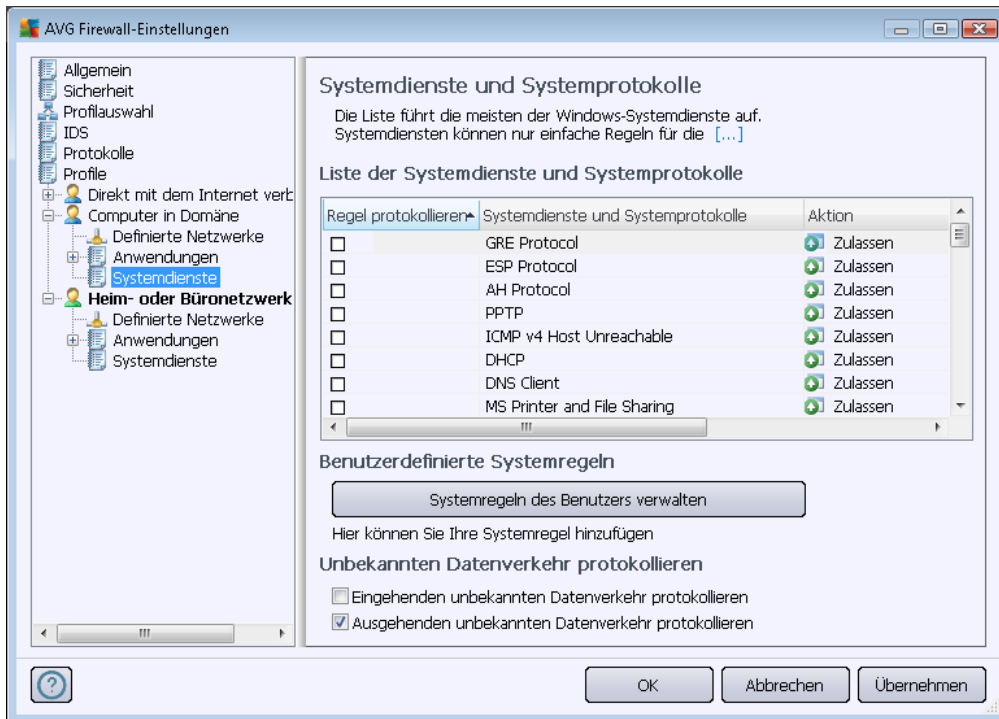 AVG Firewall-Einstellungen
Allgemein
Sicherheit
Profilauswahl
IDS
Protokolle
Profile
Direkt mit dem Internet verb
Computer in Domäne
Definierte Netzwerke
Anwendungen
Systemdienste
Heim- oder Büronetzwerk
Definierte Netzwerke
Anwendungen
Systemdienste
Systemdienste und Systemprotokolle
Die Liste führt die meisten der Windows-Systemdienste auf.
Systemdiensten können nur einfache Regeln für die [...]
Liste der Systemdienste und Systemprotokolle
Regel protokollieren Systemdienste und Systemprotokolle Aktion
GRE Protocol Zulassen
ESP Protocol Zulassen
AH Protocol Zulassen
PPTP Zulassen
ICMP v4 Host Unreachable Zulassen
DHCP Zulassen
DNS Client Zulassen
MS Printer and File Sharing Zulassen
Benutzerdefinierte Systemregeln
Systemregeln des Benutzers verwalten
Hier können Sie Ihre Systemregel hinzufügen
Unbekannten Datenverkehr protokollieren
Eingehenden unbekannten Datenverkehr protokollieren
Ausgehenden unbekannten Datenverkehr protokollieren
? OK Abbrechen Übernehmen